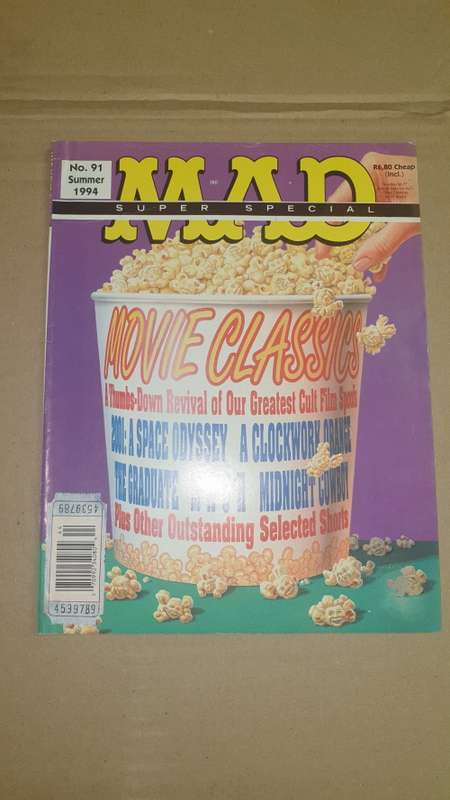 No. 91
Summer
1994
MAD
R6,80 Cheap
(incl.)
SUPER SPECIAL
MOVIE CLASSICS
A Thumbs-Down Revival of Our Greatest Cult Film Spoofs
2001: A SPACE ODYSSEY A CLOCKWORK ORANGE
THE GRADUATE M*A*S*H MIDNIGHT COWBOY
Plus Other Outstanding Selected Shorts
4539789
4539789